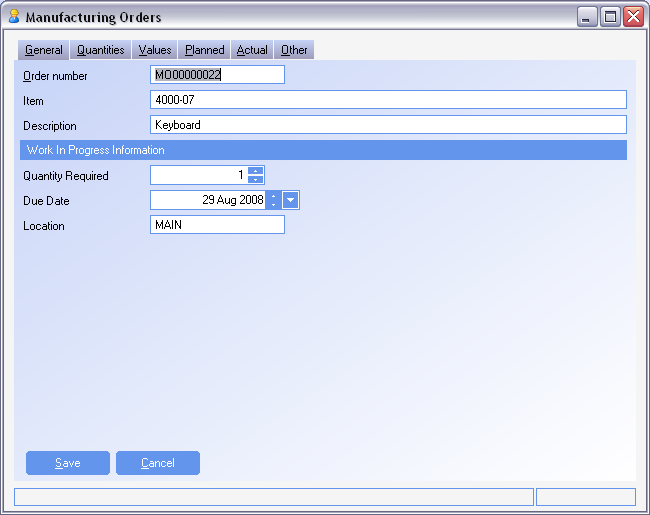 Manufacturing Orders
General Quantities Values Planned Actual Other
Order number MO00000022
Item 4000-07
Description Keyboard
Work In Progress Information
Quantity Required 1
Due Date 29 Aug 2008
Location MAIN
Save Cancel